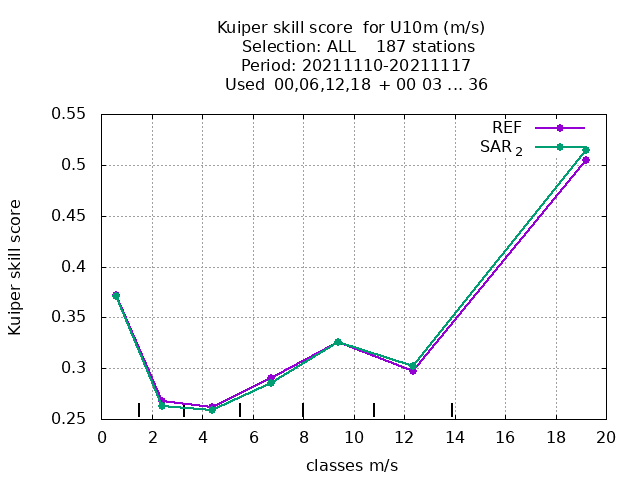 Kuiper skill score  for U10m (m/s)
Selection: ALL    187 stations
Period: 20211110-20211117
Used  00,06,12,18 + 00 03 ... 36
REF
SAR 2
0.55
0.5
0.45
0.4
0.35
0.3
0.25
Kuiper skill score
0 2 4 6 8 10 12 14 16 18 20
classes m/s